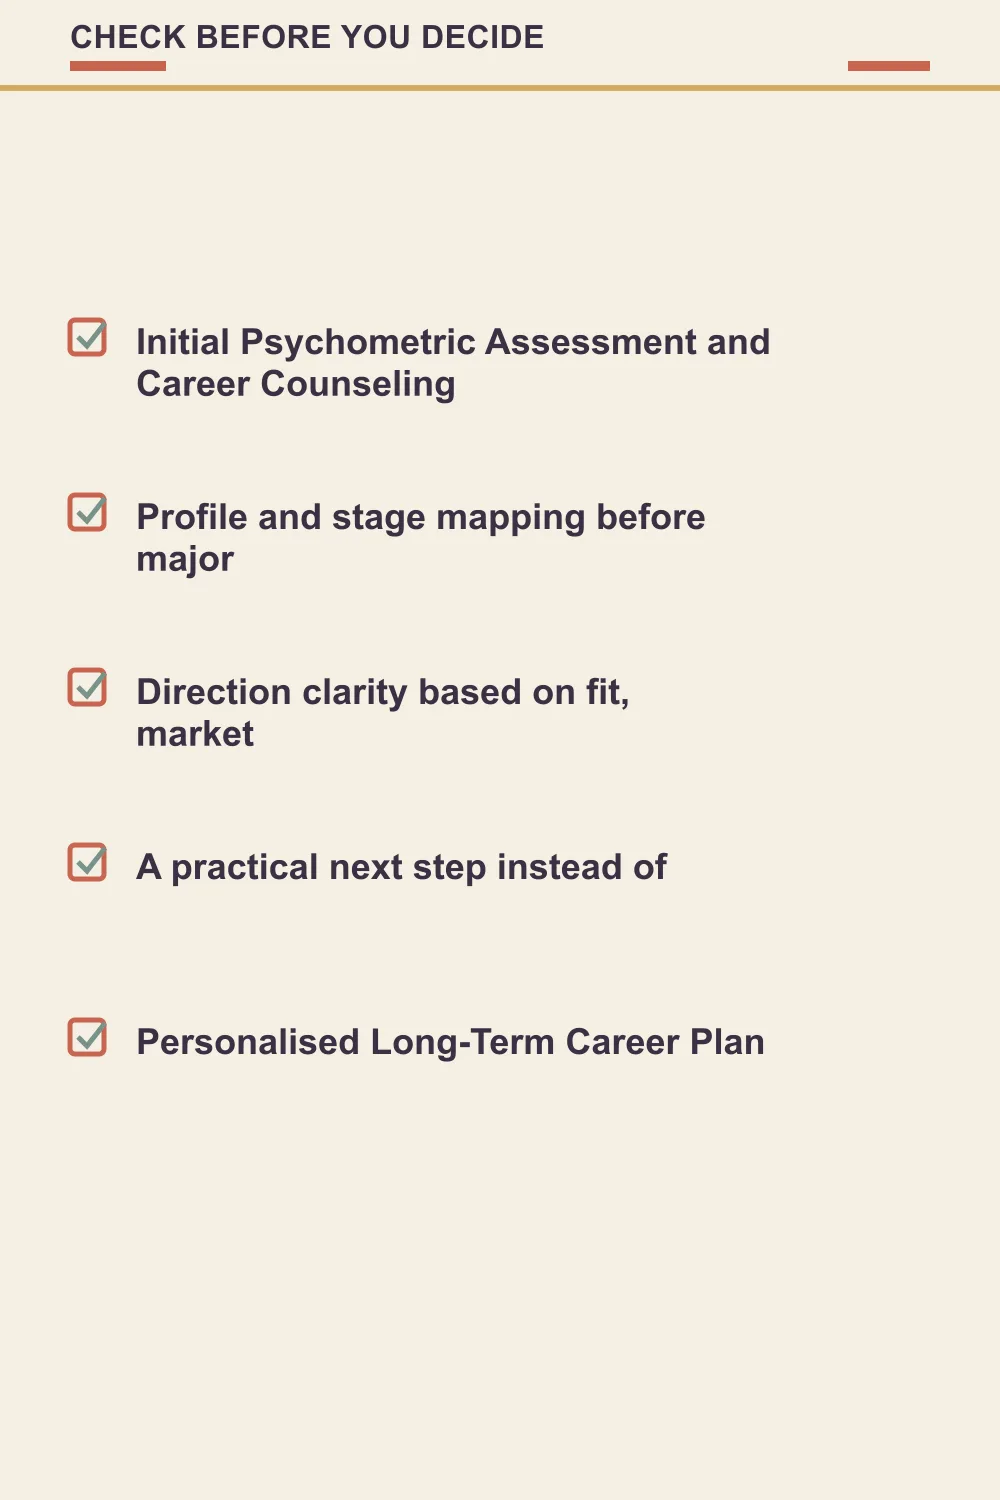 CHECK BEFORE YOU DECIDE
Initial Psychometric Assessment and
Career Counseling
Profile and stage mapping before
major
Direction clarity based on fit,
market
A practical next step instead of
Personalised Long-Term Career Plan